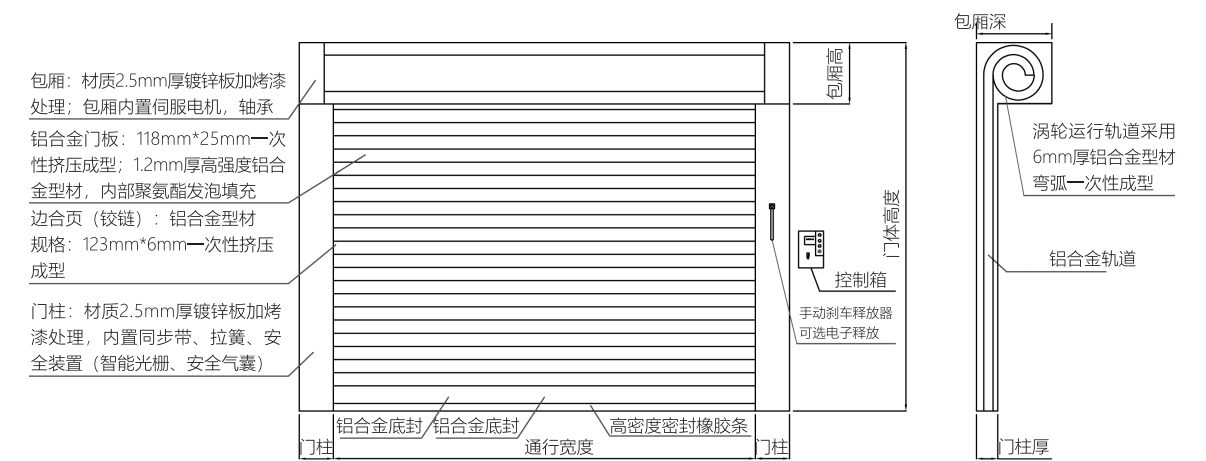 包厢深
包厢：材质2.5mm厚镀锌板加烤漆
处理；包厢内置伺服电机，轴承
铝合金门板：118mm*25mm一次
性挤压成型；1.2mm厚高强度铝合
金型材，内部聚氨酯发泡填充
边合页（铰链）：铝合金型材
规格：123mm*6mm一次性挤压
成型
门柱：材质2.5mm厚镀锌板加烤
漆处理，内置同步带、拉簧、安
全装置（智能光栅、安全气囊）
包厢高
门体高度
控制箱
手动刹车释放器
可选电子释放
铝合金底封
铝合金底封
高密度密封橡胶条
门柱
通行宽度
门柱
涡轮运行轨道采用
6mm厚铝合金型材
弯弧一次性成型
铝合金轨道
门柱厚